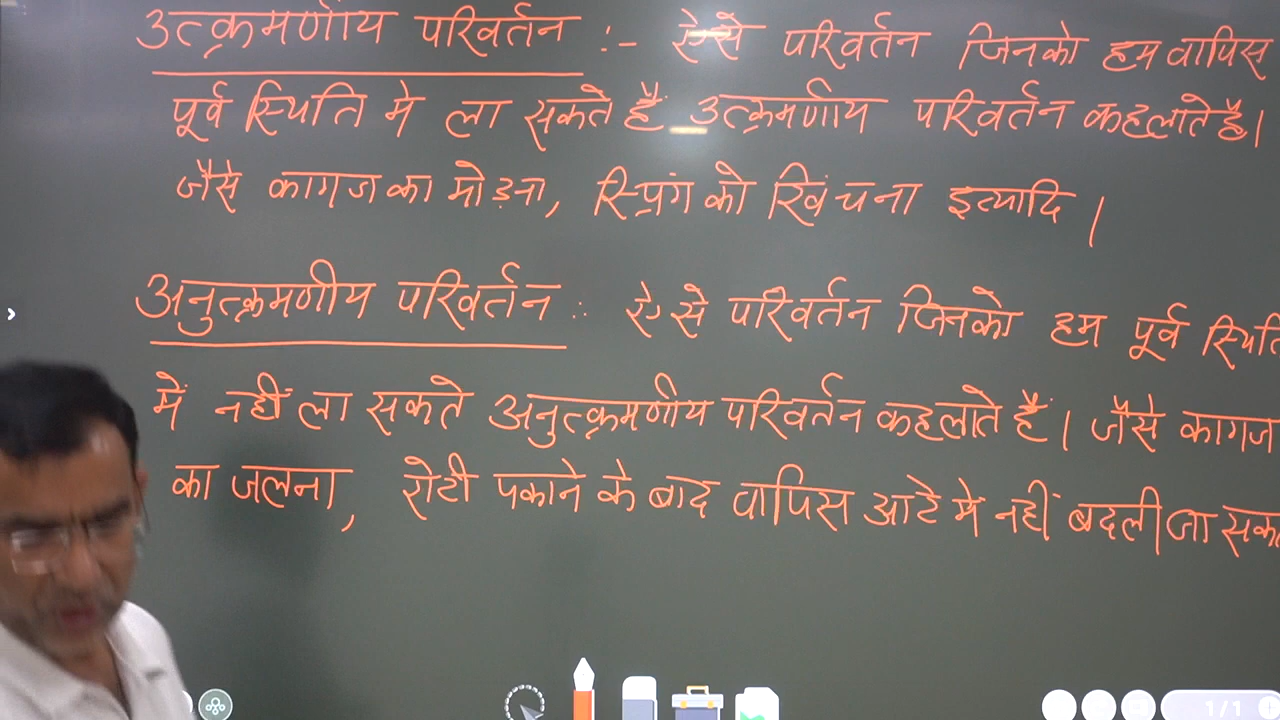 उत्क्रमणीय परिवर्तन :- ऐसे परिवर्तन जिनको हम वापिस
पूर्व स्थिति मे ला सकते है उत्क्रमणीय परिवर्तन कहलाते है।
जैसे कागज का मोड़ना, स्प्रिंग को खिंचना इत्यादि।
अनुत्क्रमणीय परिवर्तन : ऐसे परिवर्तन जिनको हम पूर्व स्थिति
में नहीं ला सकते अनुत्क्रमणीय परिवर्तन कहलाते है। जैसे कागज
का जलना, रोटी पकाने के बाद वापिस आटे में नहीं बदली जा सक
1/1